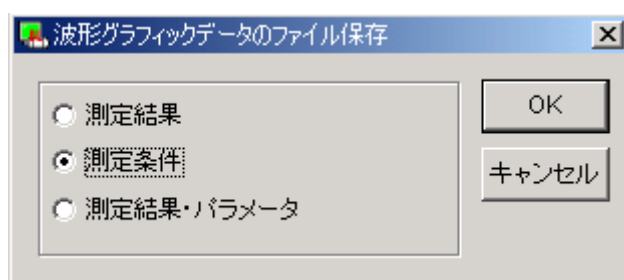 波形グラフィックデータのファイル保存
測定結果
OK
測定条件
キャンセル
測定結果・パラメータ